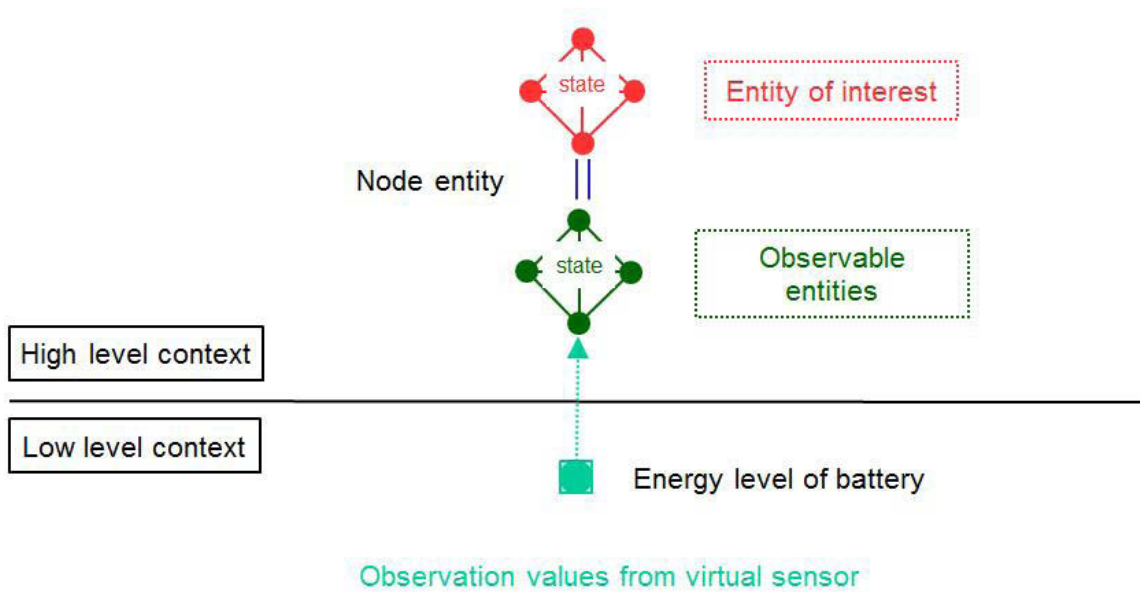 state
Entity of interest
Node entity
state
Observable
entities
High level context
Low level context
Energy level of battery
Observation values from virtual sensor